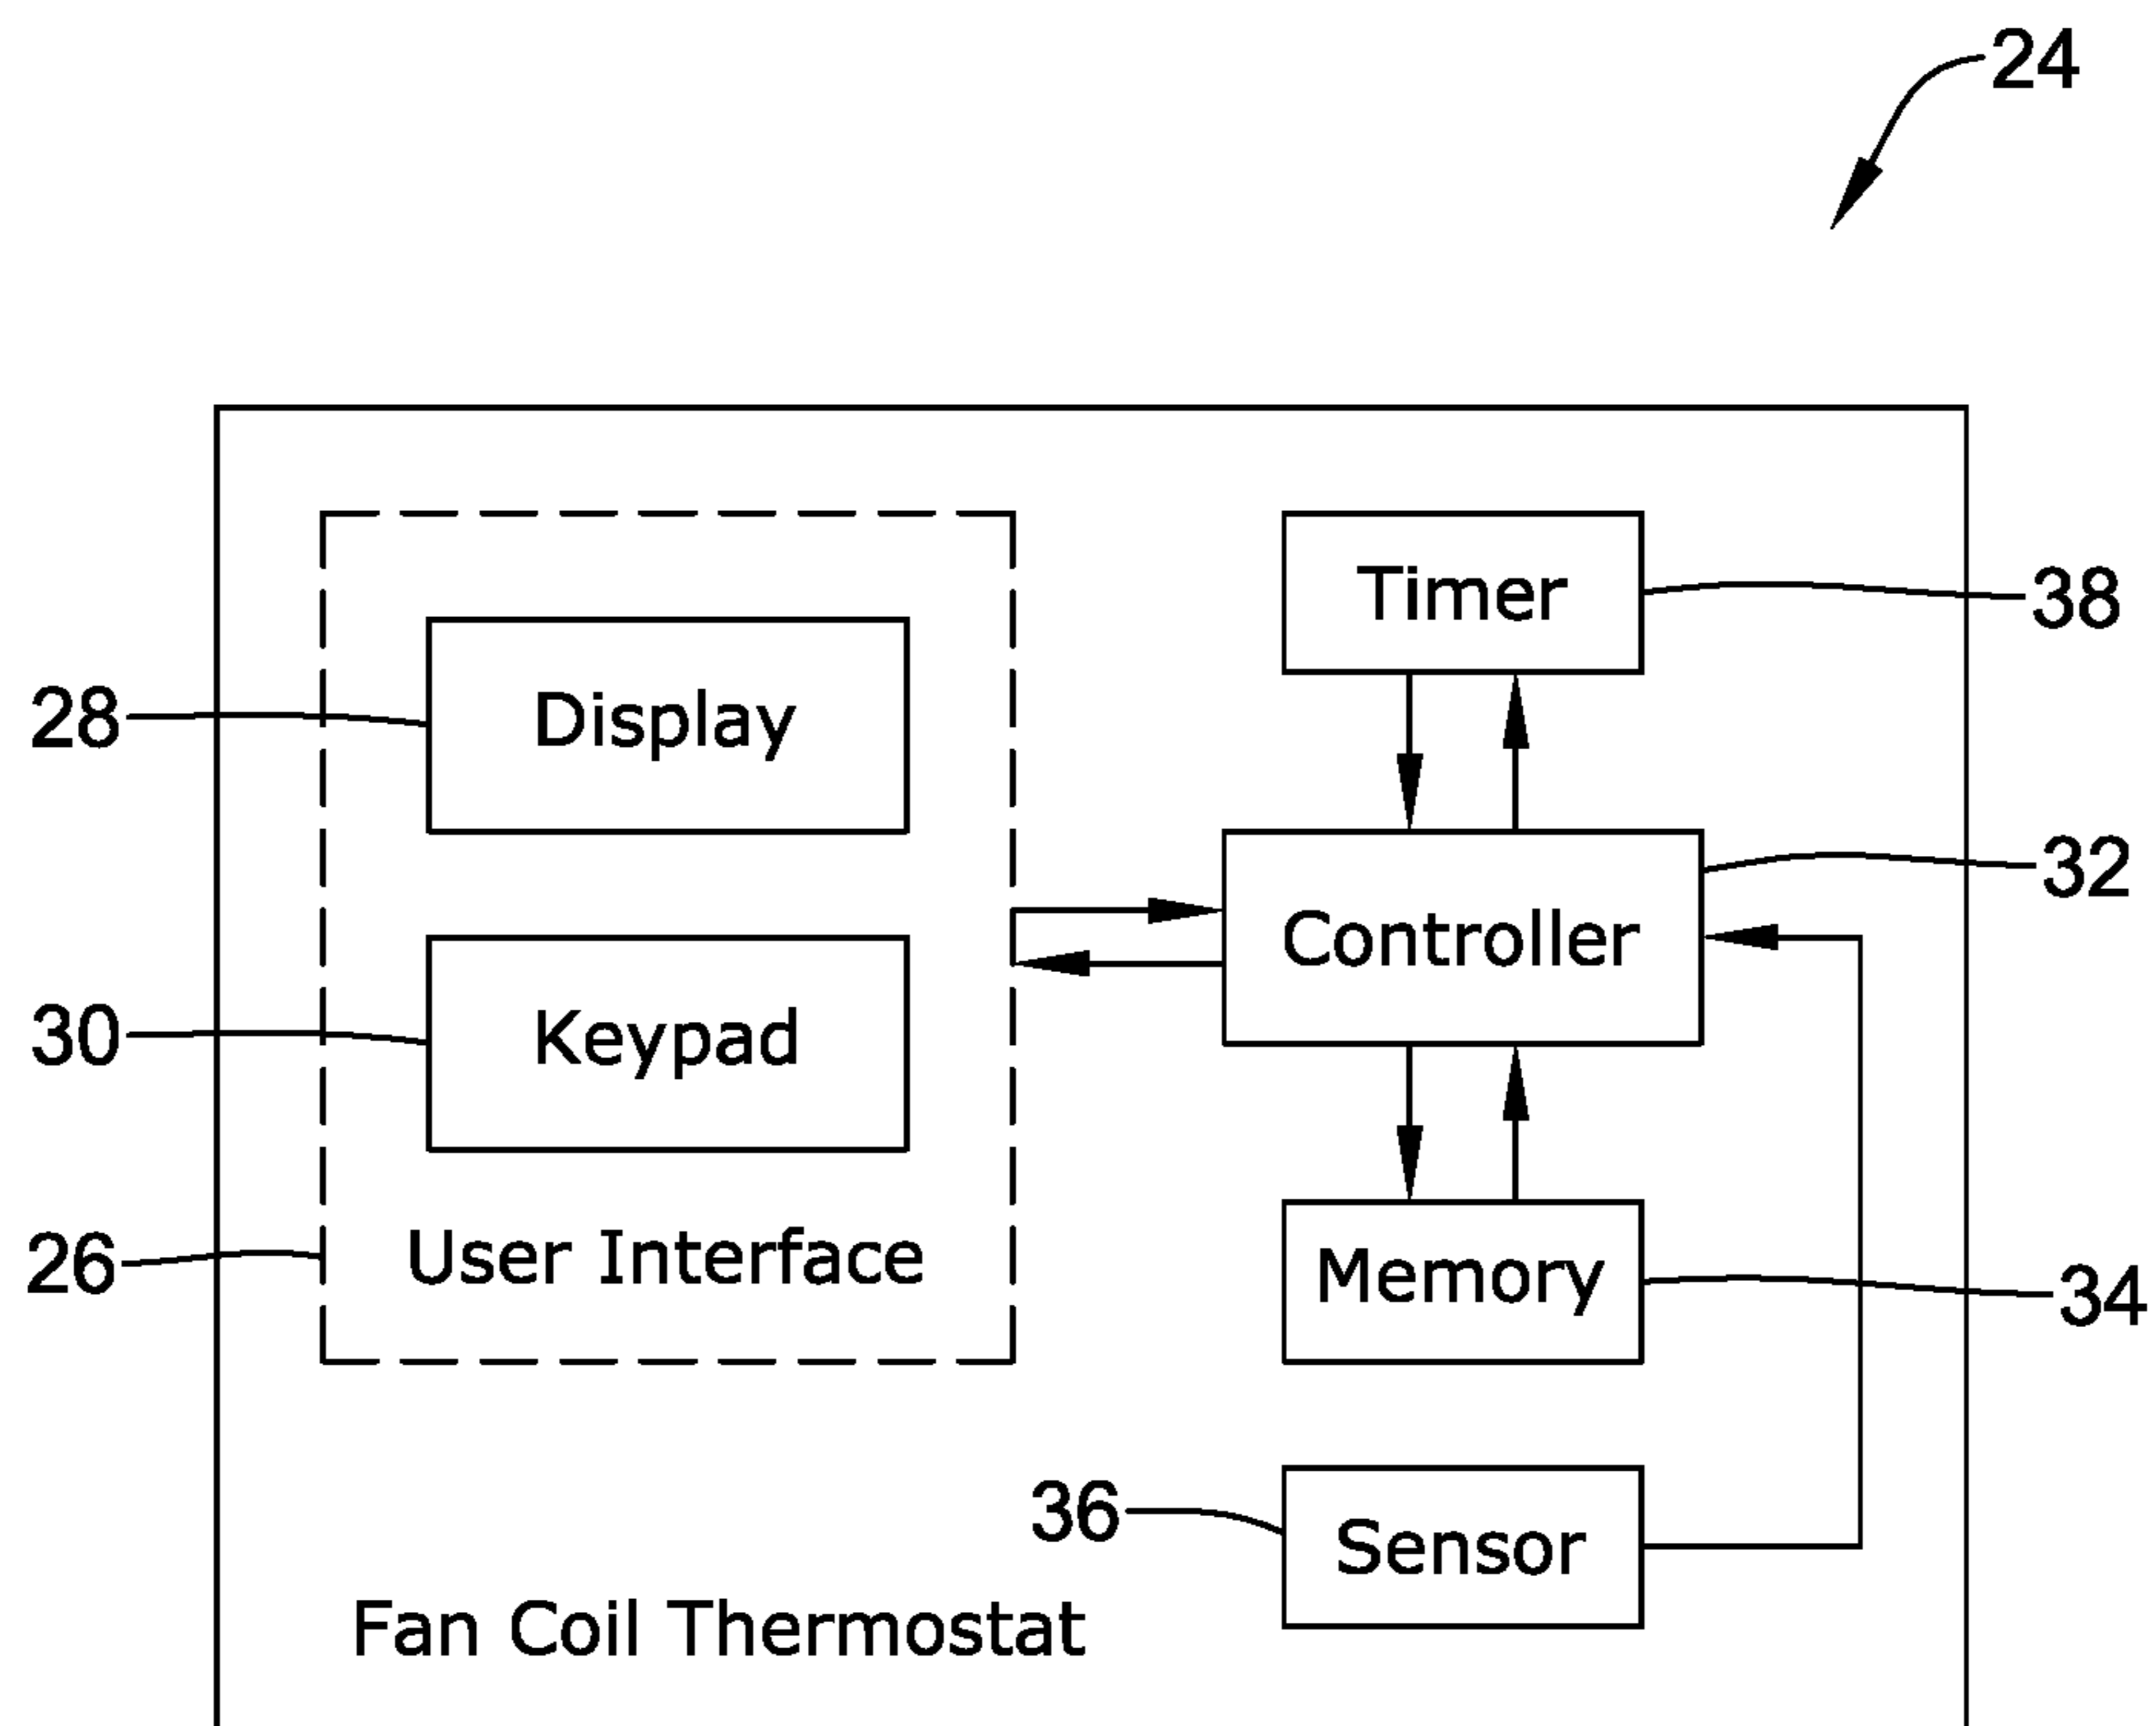 24
Timer
38
Display
28
32
Controller
Keypad
30
User Interface
26
Memory
34
36
Sensor
Fan Coil Thermostat